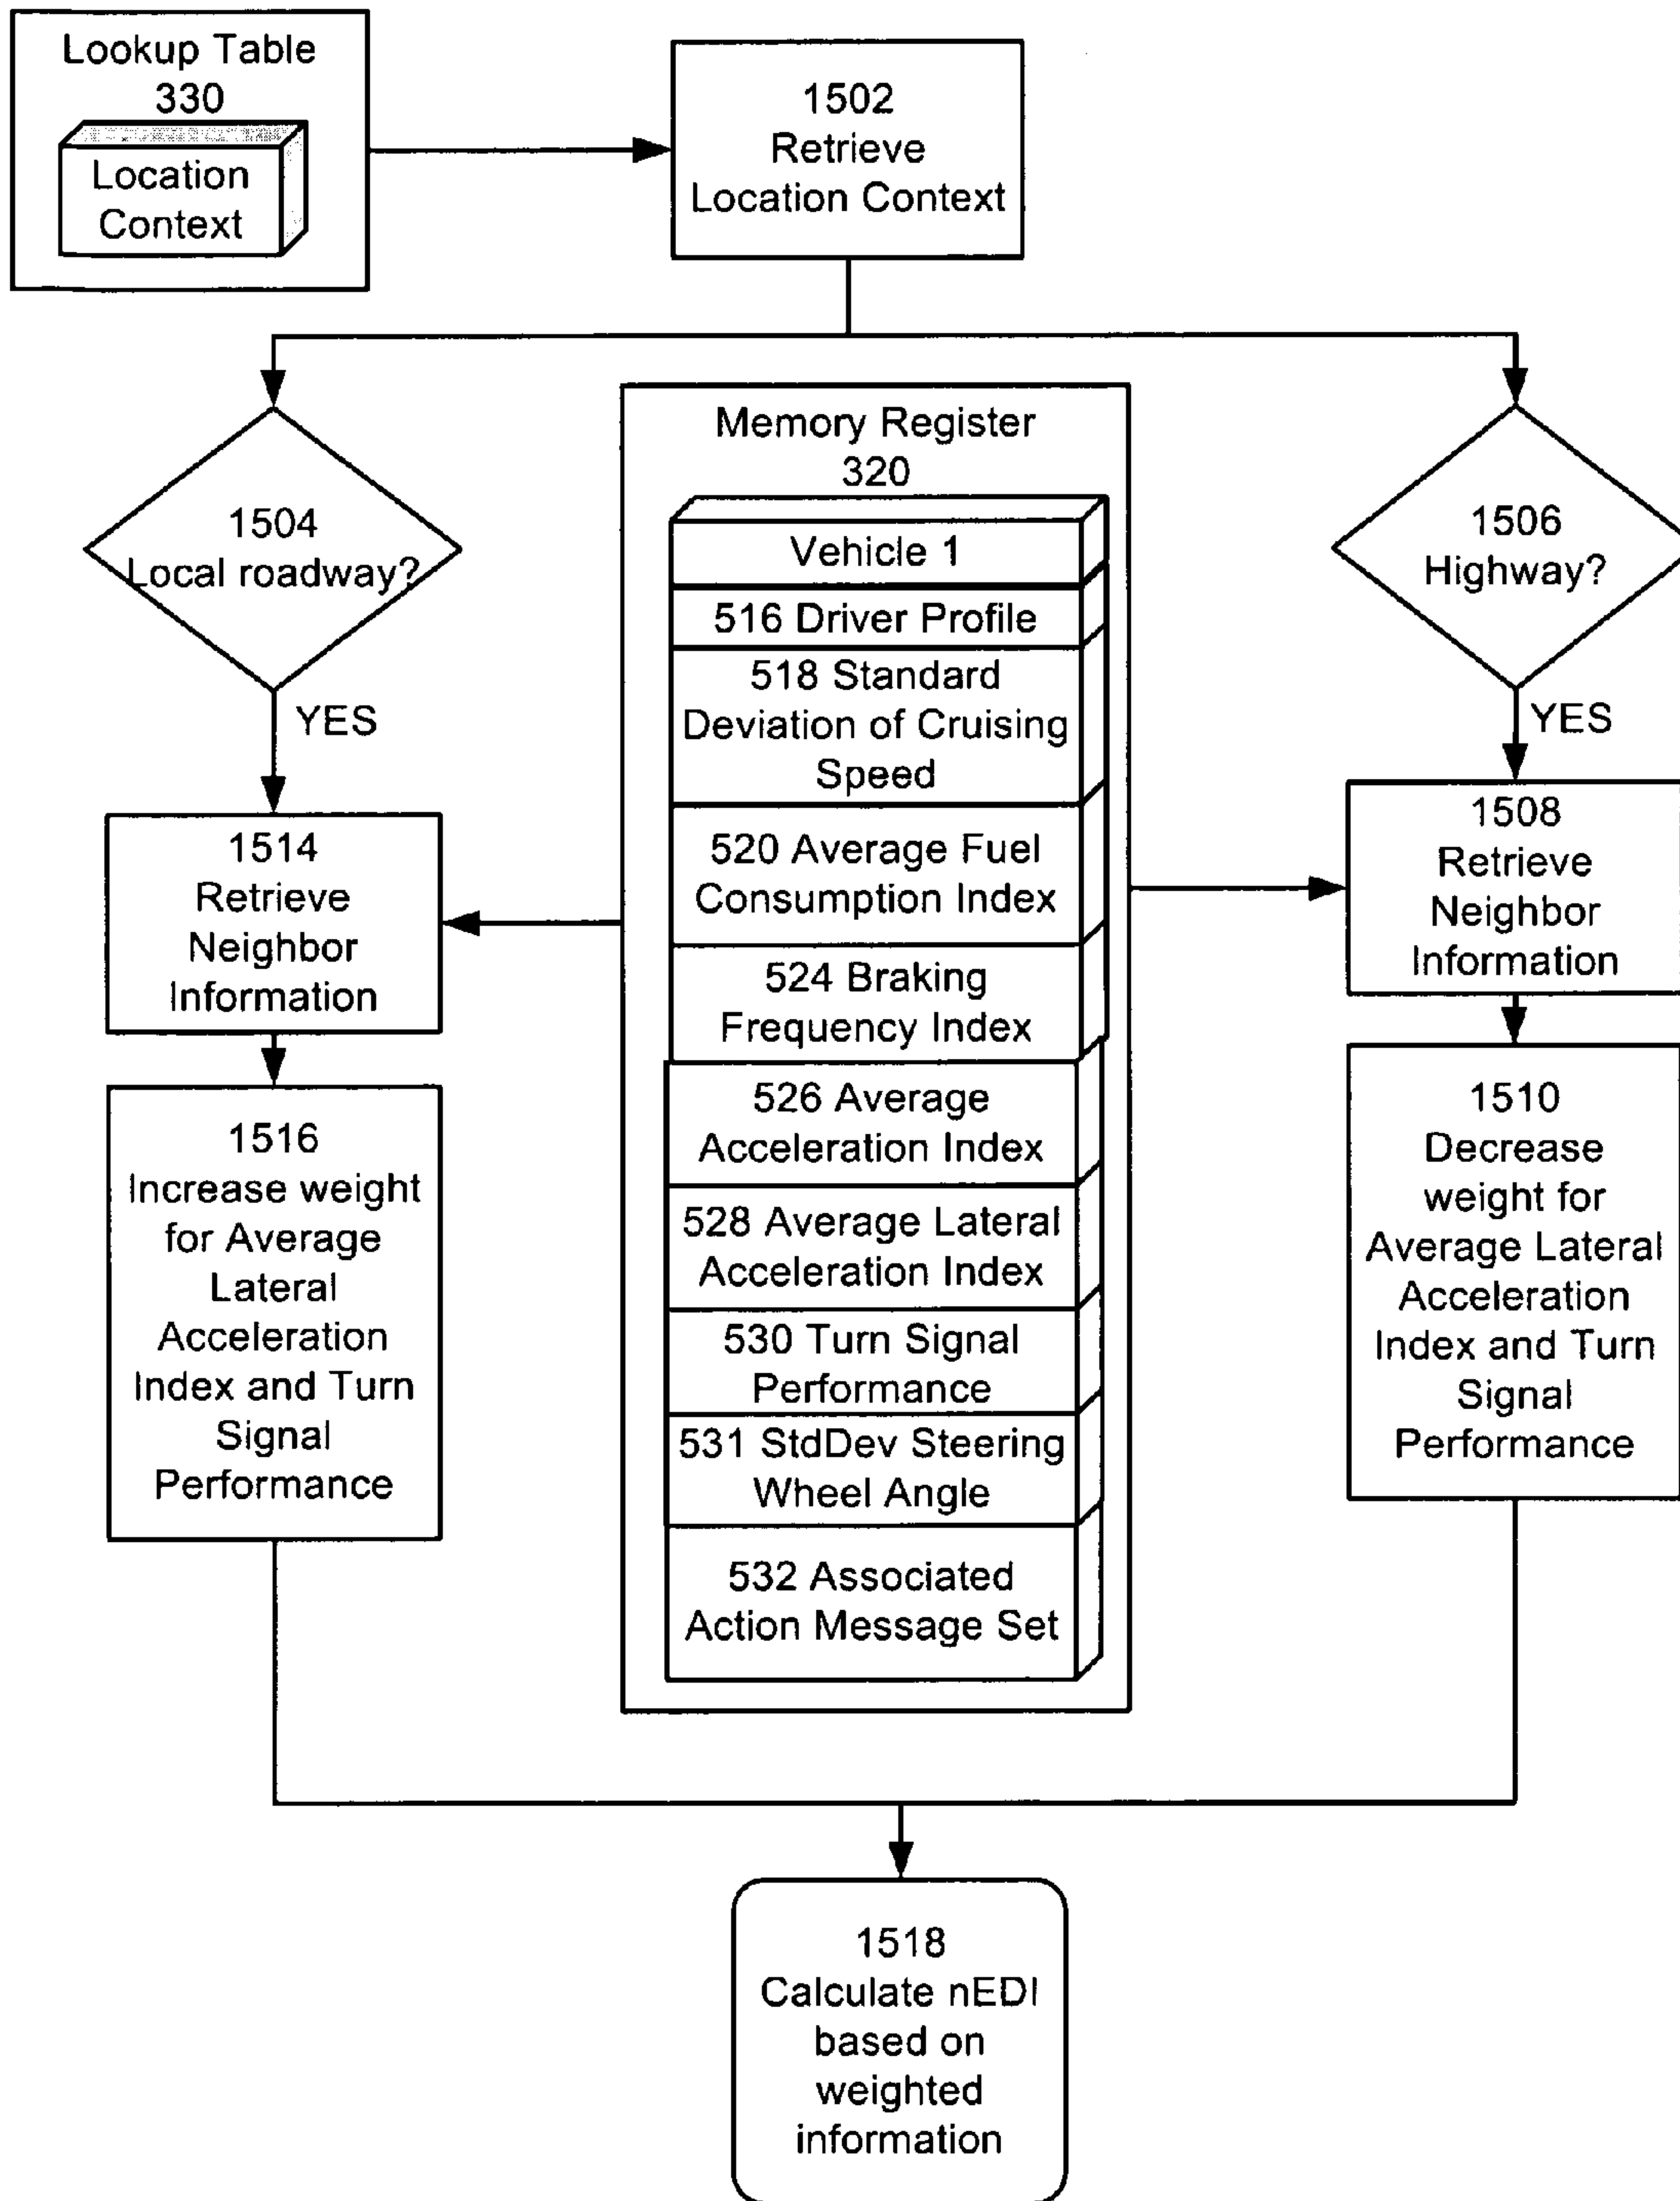 Lookup Table
330
Location
Context
1502
Retrieve
Location Context
1504
Local roadway?
YES
1514
Retrieve
Neighbor
Information
1516
Increase weight
for Average
Lateral
Acceleration
Index and Turn
Signal
Performance
Memory Register
320
Vehicle 1
516 Driver Profile
518 Standard
Deviation of Cruising
Speed
520 Average Fuel
Consumption Index
524 Braking
Frequency Index
526 Average
Acceleration Index
528 Average Lateral
Acceleration Index
530 Turn Signal
Performance
531 StdDev Steering
Wheel Angle
532 Associated
Action Message Set
1506
Highway?
YES
1508
Retrieve
Neighbor
Information
1510
Decrease
weight for
Average Lateral
Acceleration
Index and Turn
Signal
Performance
1518
Calculate nEDI
based on
weighted
information